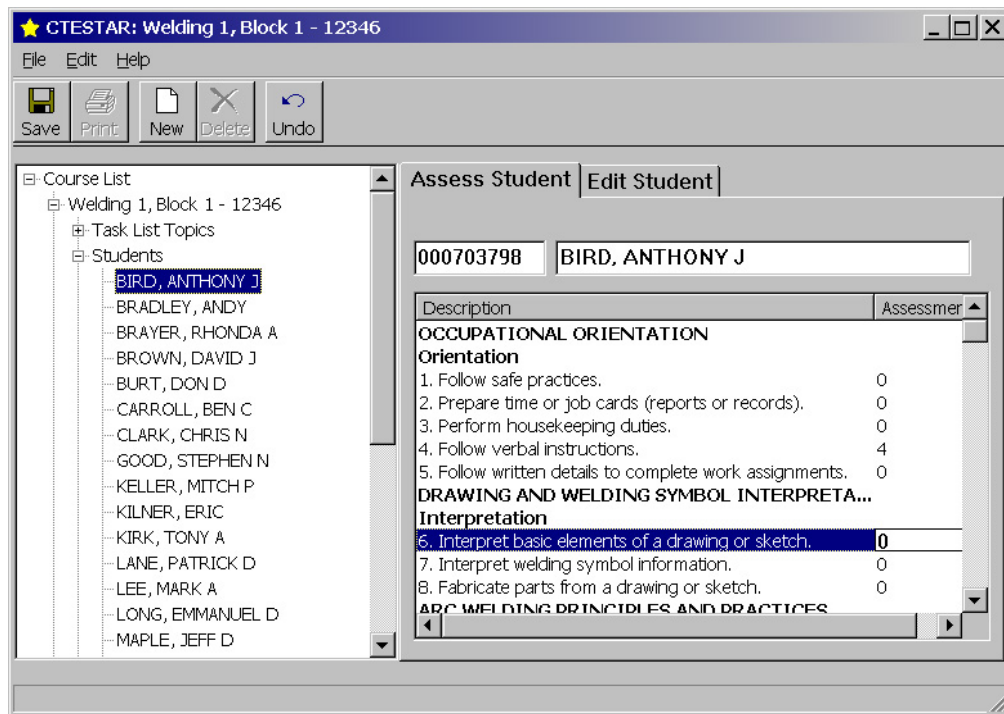 CTESTAR: Welding 1, Block 1 - 12346
File Edit Help
Save Print New Delete Undo
Course List
Welding 1, Block 1 - 12346
Task List Topics
Students
BIRD, ANTHONY J
BRADLEY, ANDY
BRAYER, RHONDA A
BROWN, DAVID J
BURT, DON D
CARROLL, BEN C
CLARK, CHRIS N
GOOD, STEPHEN N
KELLER, MITCH P
KILNER, ERIC
KIRK, TONY A
LANE, PATRICK D
LEE, MARK A
LONG, EMMANUEL D
MAPLE, JEFF D
Assess Student Edit Student
000703798 BIRD, ANTHONY J
Description Assessmer
OCCUPATIONAL ORIENTATION
Orientation
1. Follow safe practices. 0
2. Prepare time or job cards (reports or records). 0
3. Perform housekeeping duties. 0
4. Follow verbal instructions. 4
5. Follow written details to complete work assignments. 0
DRAWING AND WELDING SYMBOL INTERPRETA...
Interpretation
6. Interpret basic elements of a drawing or sketch. 0
7. Interpret welding symbol information. 0
8. Fabricate parts from a drawing or sketch. 0
ARC WELDING PRINCIPLES AND PRACTICES